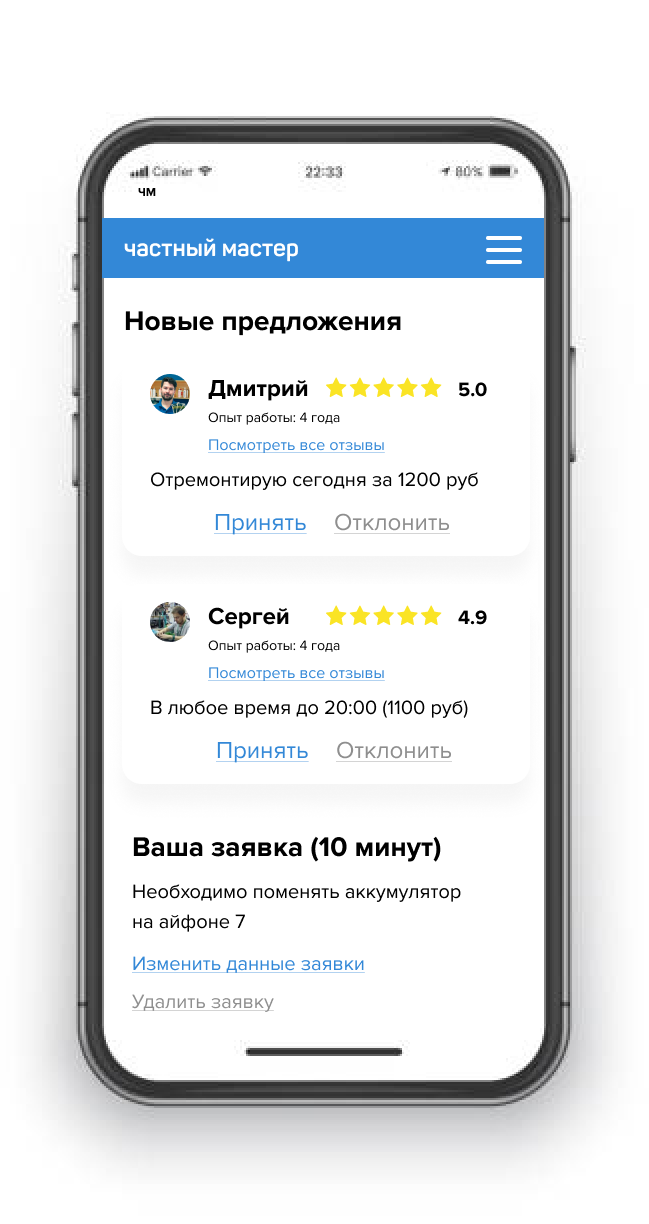 Carrier 22:33 80%
чм
частный мастер
Новые предложения
Дмитрий 5.0
Опыт работы: 4 года
Посмотреть все отзывы
Отремонтирую сегодня за 1200 руб
Принять Отклонить
Сергей 4.9
Опыт работы: 4 года
Посмотреть все отзывы
В любое время до 20:00 (1100 руб)
Принять Отклонить
Ваша заявка (10 минут)
Необходимо поменять аккумулятор
на айфоне 7
Изменить данные заявки
Удалить заявку